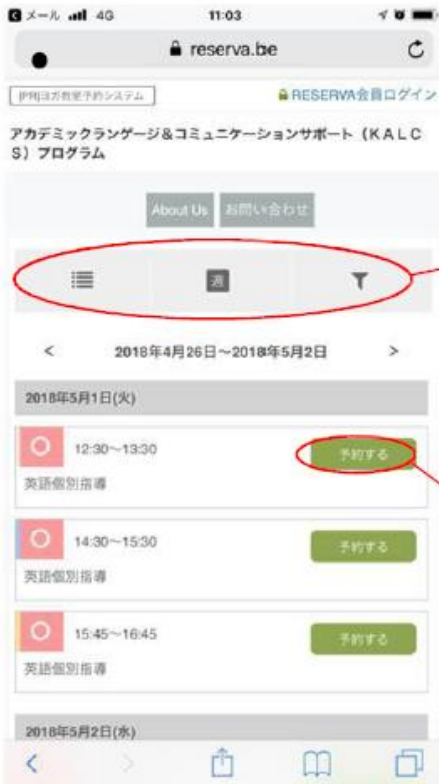 メール 4G 11:03
reserva.be
[PR]ヨガ教室予約システム RESERVA会員ログイン
アカデミックランゲージ&コミュニケーションサポート（KALC
S）プログラム
About Us お問い合わせ
週
< 2018年4月26日～2018年5月2日 >
2018年5月1日(火)
12:30～13:30 予約する
英語個別指導
14:30～15:30 予約する
英語個別指導
15:45～16:45 予約する
英語個別指導
2018年5月2日(水)